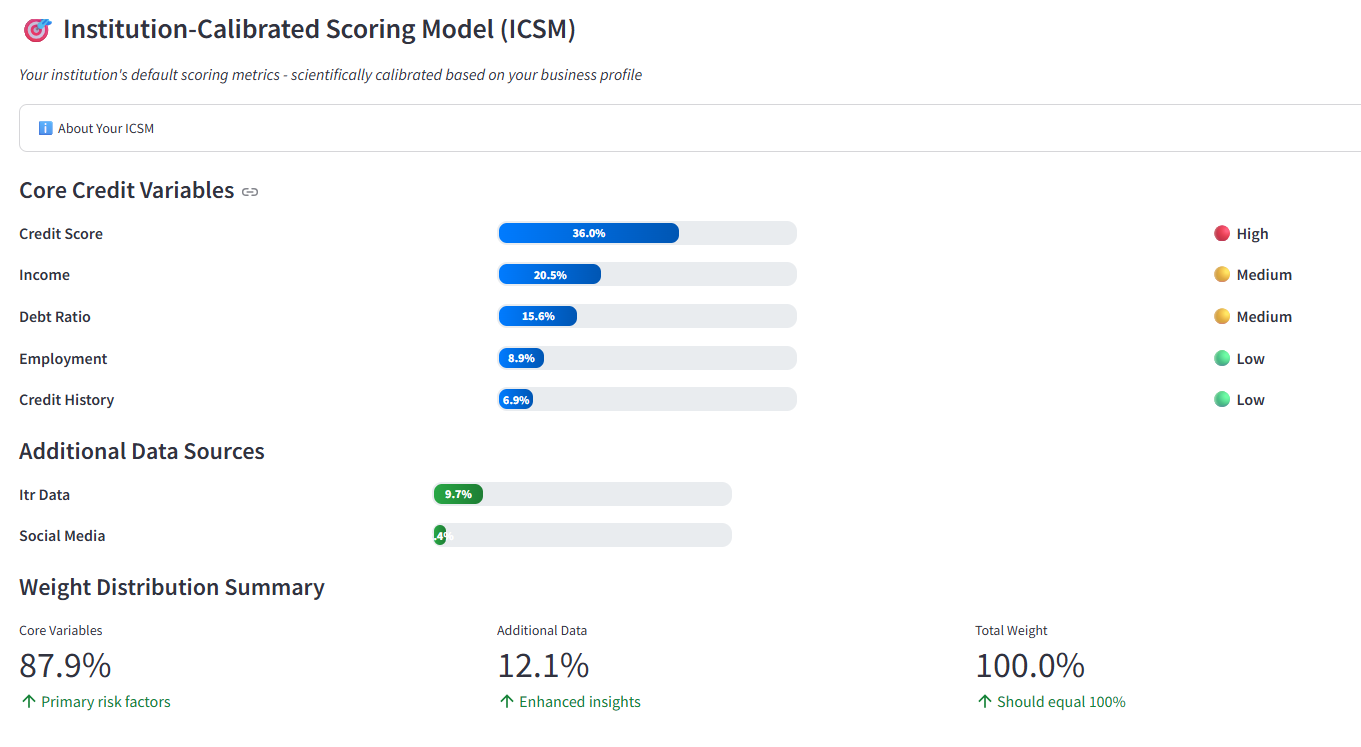 Institution-Calibrated Scoring Model (ICSM)
Your institution's default scoring metrics - scientifically calibrated based on your business profile
About Your ICSM
Core Credit Variables
Credit Score 36.0% High
Income 20.5% Medium
Debt Ratio 15.6% Medium
Employment 8.9% Low
Credit History 6.9% Low
Additional Data Sources
Itr Data 9.7%
Social Media
Weight Distribution Summary
Core Variables Additional Data Total Weight
87.9% 12.1% 100.0%
↑ Primary risk factors ↑ Enhanced insights ↑ Should equal 100%